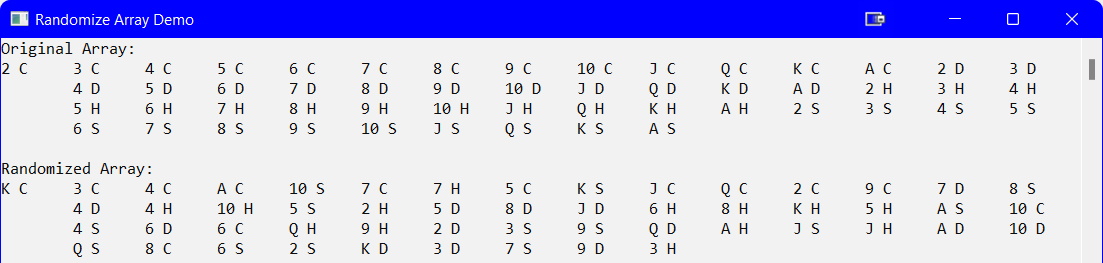 Randomize Array Demo
Original Array:
2 C 3 C 4 C 5 C 6 C 7 C 8 C 9 C 10 C J C Q C K C A C 2 D 3 D
4 D 5 D 6 D 7 D 8 D 9 D 10 D J D Q D K D A D 2 H 3 H 4 H
5 H 6 H 7 H 8 H 9 H 10 H J H Q H K H A H 2 S 3 S 4 S 5 S
6 S 7 S 8 S 9 S 10 S J S Q S K S A S
Randomized Array:
K C 3 C 4 C A C 10 S 7 C 7 H 5 C K S J C Q C 2 C 9 C 7 D 8 S
4 D 4 H 10 H 5 S 2 H 5 D 8 D J D 6 H 8 H K H 5 H A S 10 C
4 S 6 D 6 C Q H 9 H 2 D 3 S 9 S Q D A H J S J H A D 10 D
Q S 8 C 6 S 2 S K D 3 D 7 S 9 D 3 H